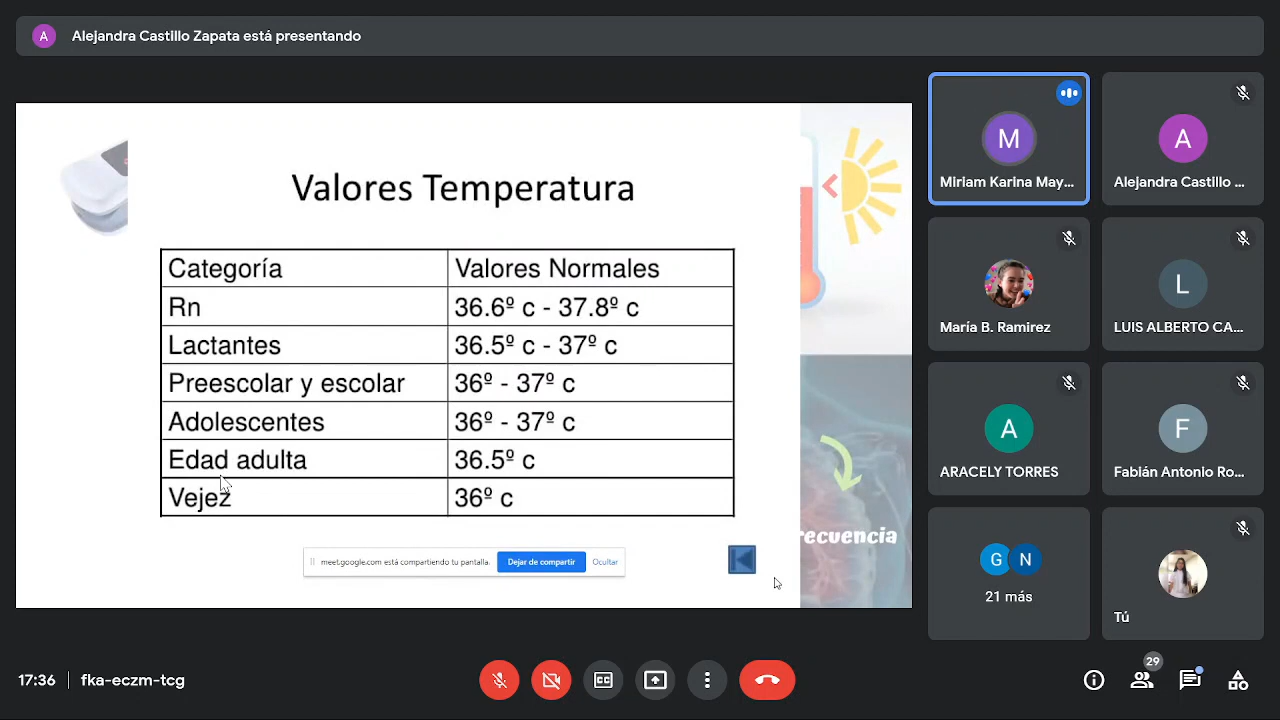 A
Alejandra Castillo Zapata está presentando
Valores Temperatura
Categoría Valores Normales
Rn 36.6º c - 37.8º c
Lactantes 36.5º c - 37º c
Preescolar y escolar 36º - 37º c
Adolescentes 36º - 37º c
Edad adulta 36.5º c
Vejez 36º c
recuencia
meet.google.com está compartiendo tu pantalla. Dejar de compartir Ocultar
M
Miriam Karina May...
A
Alejandra Castillo ...
María B. Ramirez
L
LUIS ALBERTO CA...
A
ARACELY TORRES
F
Fabián Antonio Ro...
G N
21 más
Tú
17:36 | fka-eczm-tcg
29